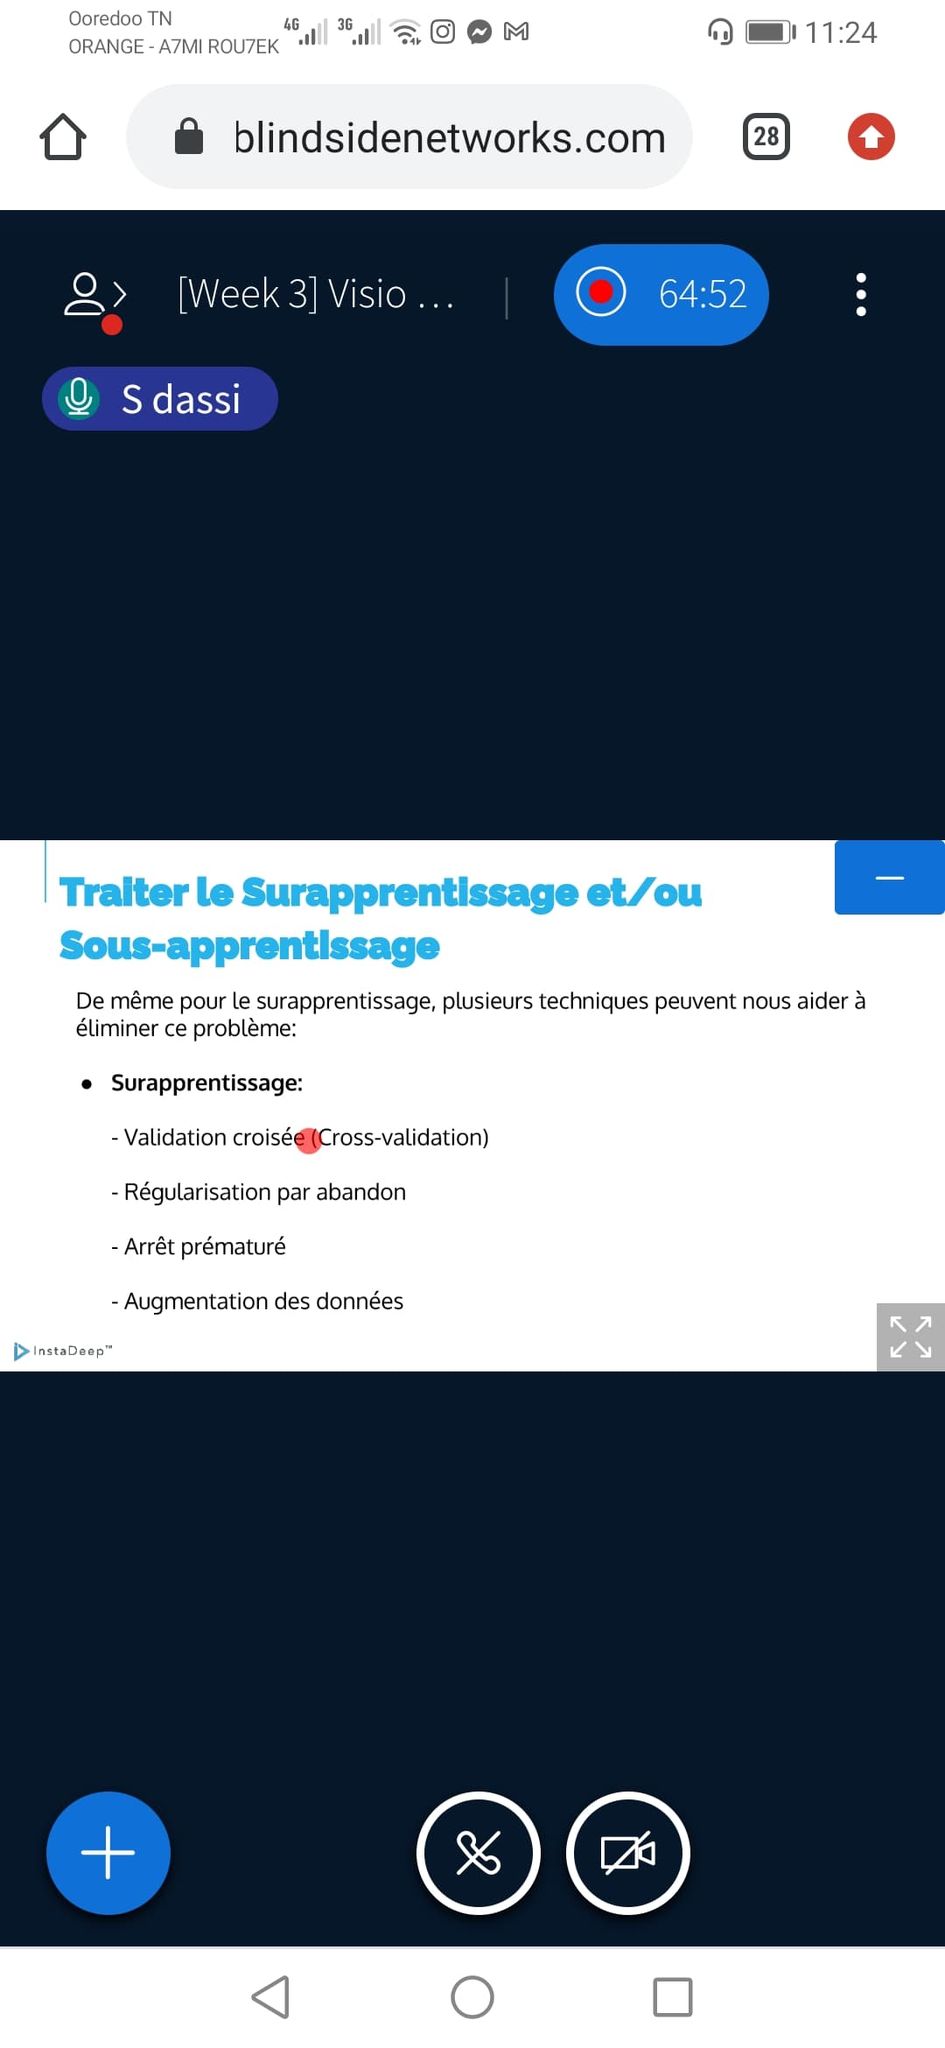 Ooredoo TN
ORANGE - A7MI ROU7EK
4G 3G 11:24
blindsidenetworks.com 28
[Week 3] Visio ... | 64:52
S dassi
Traiter le Surapprentissage et/ou
Sous-apprentissage
De même pour le surapprentissage, plusieurs techniques peuvent nous aider à
éliminer ce problème:
● Surapprentissage:
- Validation croisée (Cross-validation)
- Régularisation par abandon
- Arrêt prématuré
- Augmentation des données
InstaDeep™